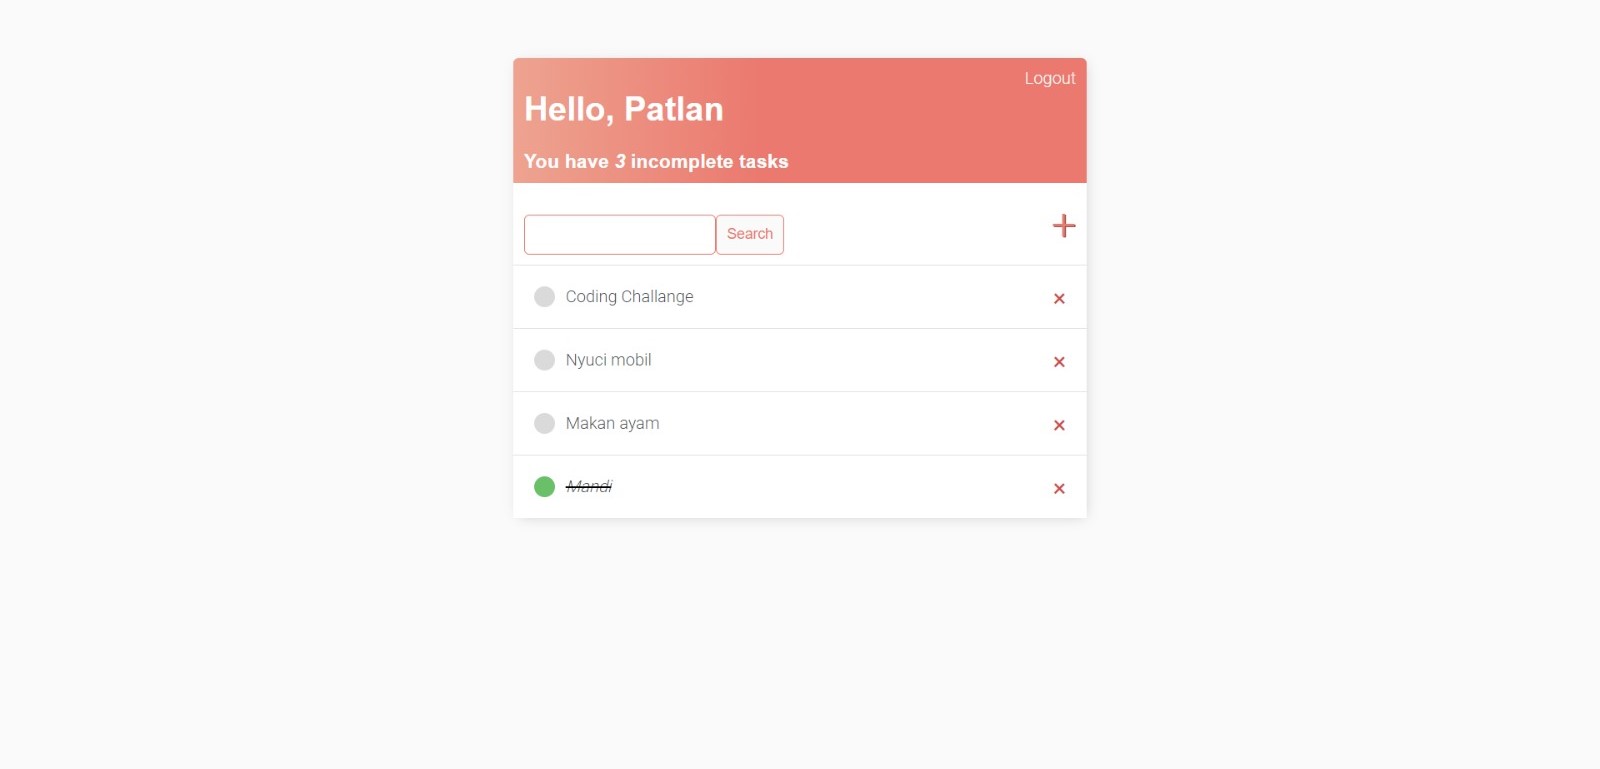 Logout
Hello, Patlan
You have 3 incomplete tasks
Search
Coding Challange
Nyuci mobil
Makan ayam
Mandi